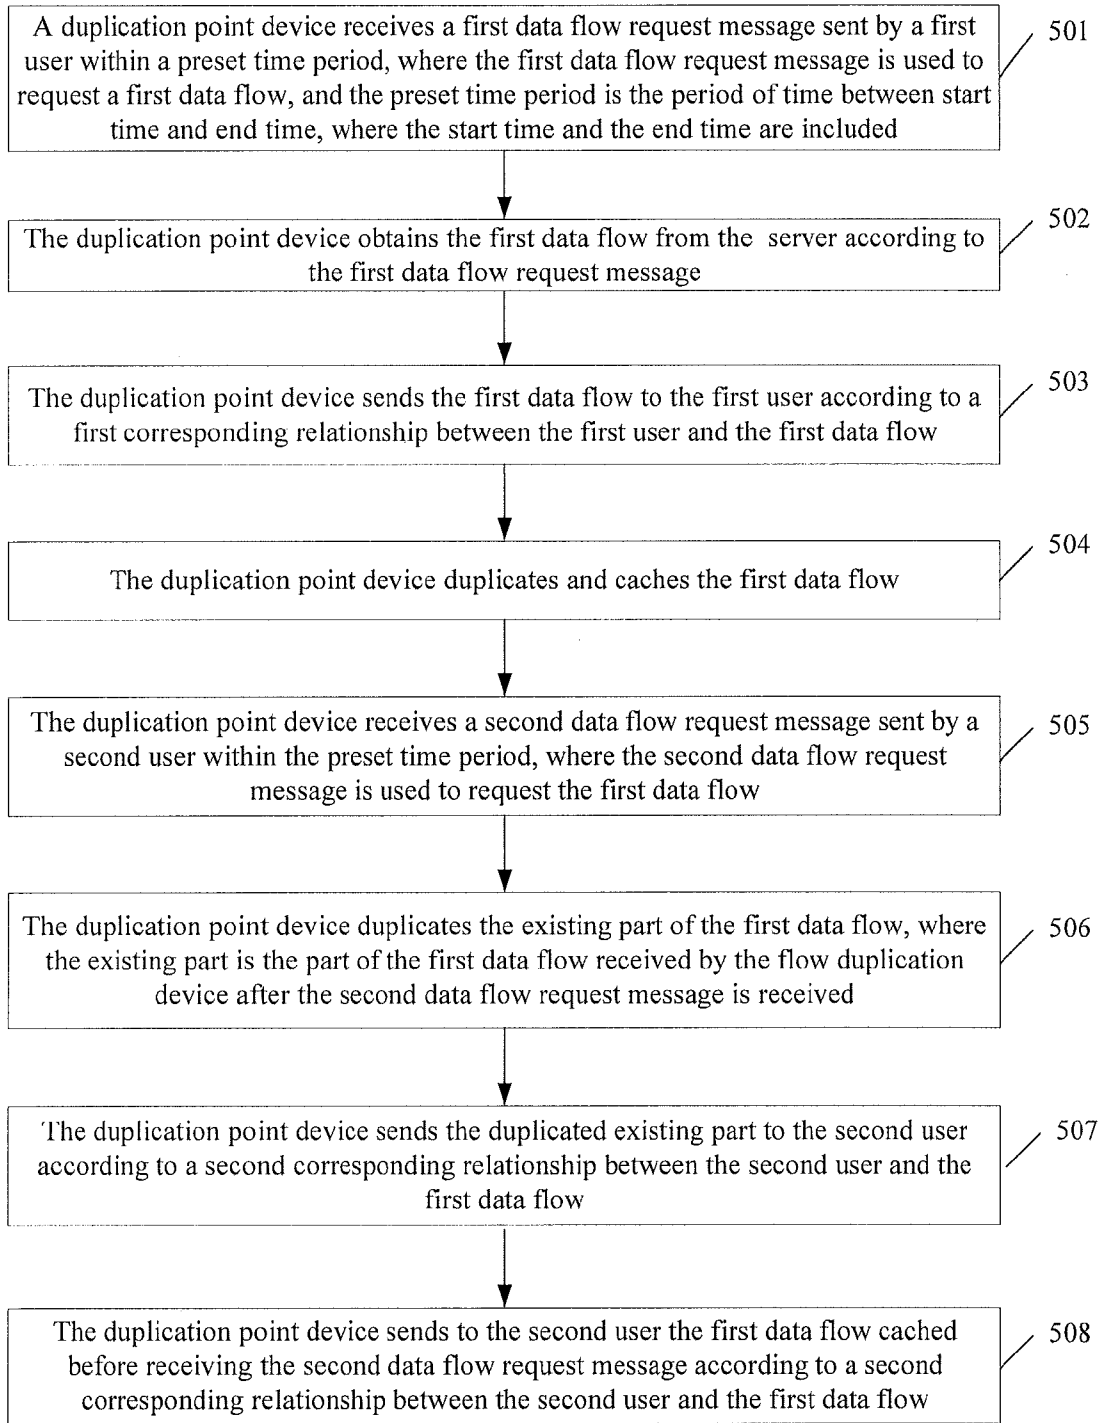 A duplication point device receives a first data flow request message sent by a first
user within a preset time period, where the first data flow request message is used to
request a first data flow, and the preset time period is the period of time between start
time and end time, where the start time and the end time are included
501
The duplication point device obtains the first data flow from the server according to
the first data flow request message
502
The duplication point device sends the first data flow to the first user according to a
first corresponding relationship between the first user and the first data flow
503
The duplication point device duplicates and caches the first data flow
504
The duplication point device receives a second data flow request message sent by a
second user within the preset time period, where the second data flow request
message is used to request the first data flow
505
The duplication point device duplicates the existing part of the first data flow, where
the existing part is the part of the first data flow received by the flow duplication
device after the second data flow request message is received
506
The duplication point device sends the duplicated existing part to the second user
according to a second corresponding relationship between the second user and the
first data flow
507
The duplication point device sends to the second user the first data flow cached
before receiving the second data flow request message according to a second
corresponding relationship between the second user and the first data flow
508